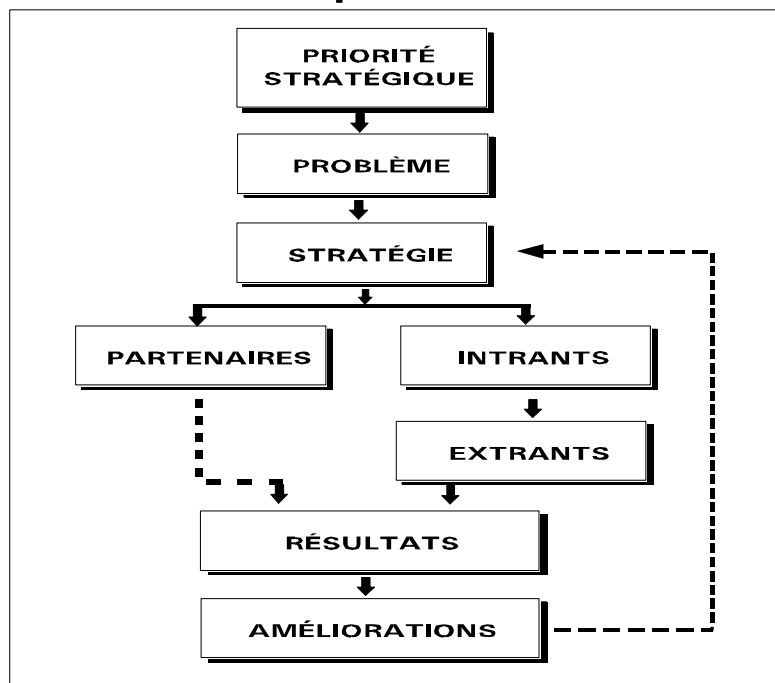 PRIORITÉ
STRATÉGIQUE
PROBLÈME
STRATÉGIE
PARTENAIRES
INTRANTS
EXTRANTS
RÉSULTATS
AMÉLIORATIONS